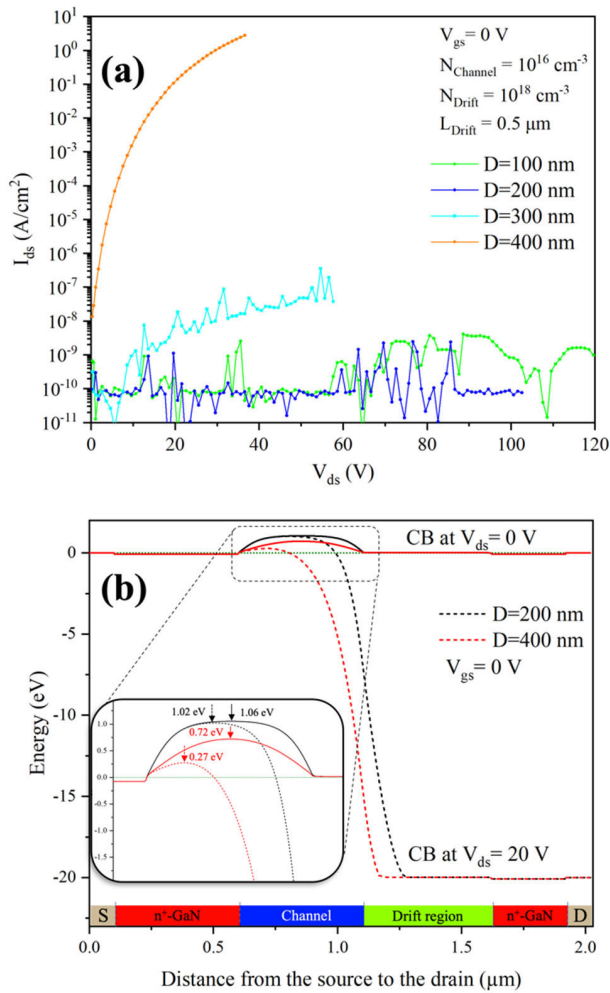 (a)
V_gs= 0 V
N_Channel = 10^16 cm^-3
N_Drift = 10^18 cm^-3
L_Drift = 0.5 µm
D=100 nm
D=200 nm
D=300 nm
D=400 nm
10^1
10^0
10^-1
10^-2
10^-3
10^-4
10^-5
10^-6
10^-7
10^-8
10^-9
10^-10
10^-11
I_ds (A/cm^2)
0 20 40 60 80 100 120
V_ds (V)
(b)
CB at V_ds= 0 V
D=200 nm
D=400 nm
V_gs= 0 V
0
-5
-10
-15
-20
Energy (eV)
1.02 eV 1.06 eV
0.72 eV
0.27 eV
1.0
0.5
0.0
-0.5
-1.0
-1.5
CB at V_ds= 20 V
S n^+-GaN Channel Drift region n^+-GaN D
0.0 0.5 1.0 1.5 2.0
Distance from the source to the drain (µm)